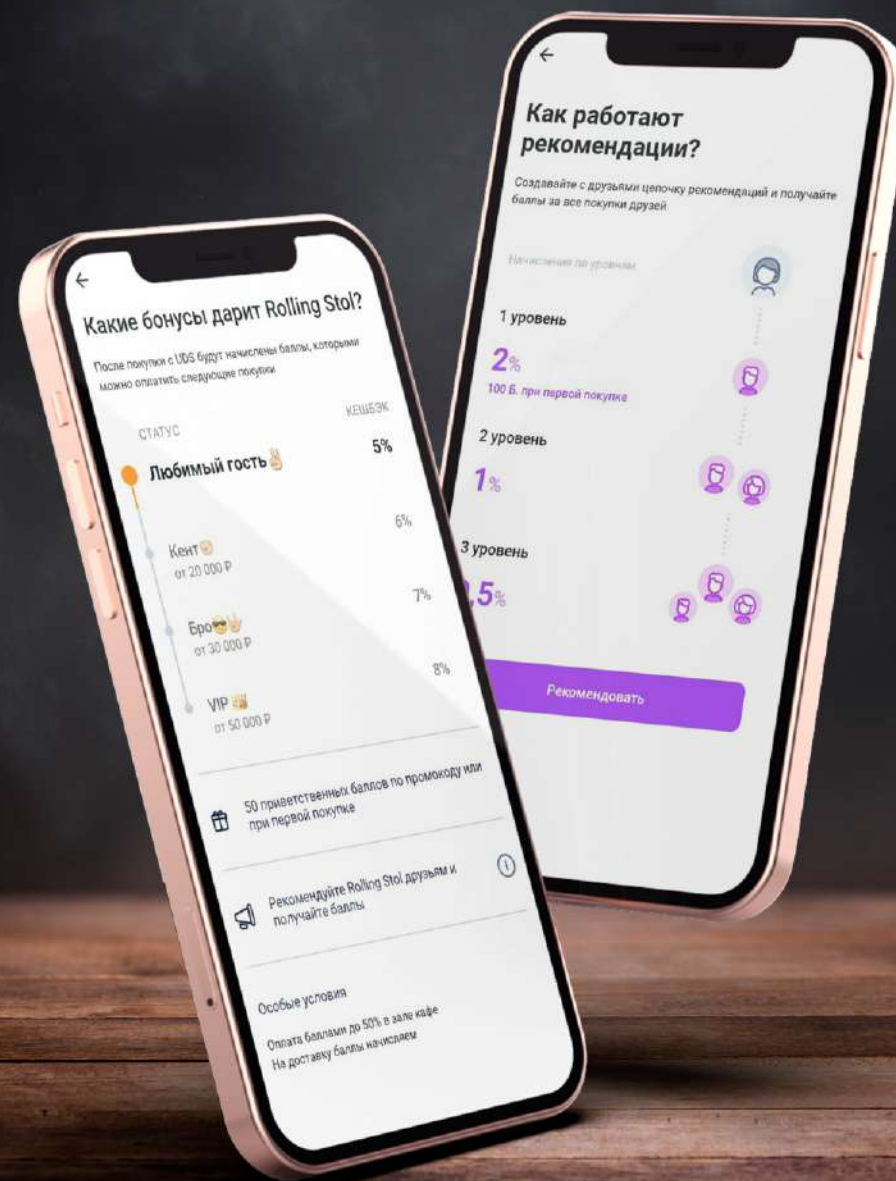 Какие бонусы дарит Rolling Stol?
После покупки с UDS будут начислены баллы, которыми
можно оплатить следующие покупки
СТАТУС
КЕШБЭК
Любимый гость✌🏻
5%
Кент
от 20 000 ₽
6%
Бро😎🤘🏻
от 30 000 ₽
7%
VIP
от 50 000 ₽
8%
50 приветственных баллов по промокоду или
при первой покупке
Рекомендуйте Rolling Stol друзьям и
получайте баллы
Особые условия
Оплата баллами до 50% в зале кафе
На доставку баллы начисляем
Как работают
рекомендации?
Создавайте с друзьями цепочку рекомендаций и получайте
баллы за все покупки друзей
Начисления по уровням
1 уровень
2%
100 Б. при первой покупке
2 уровень
1%
3 уровень
,5%
Рекомендовать